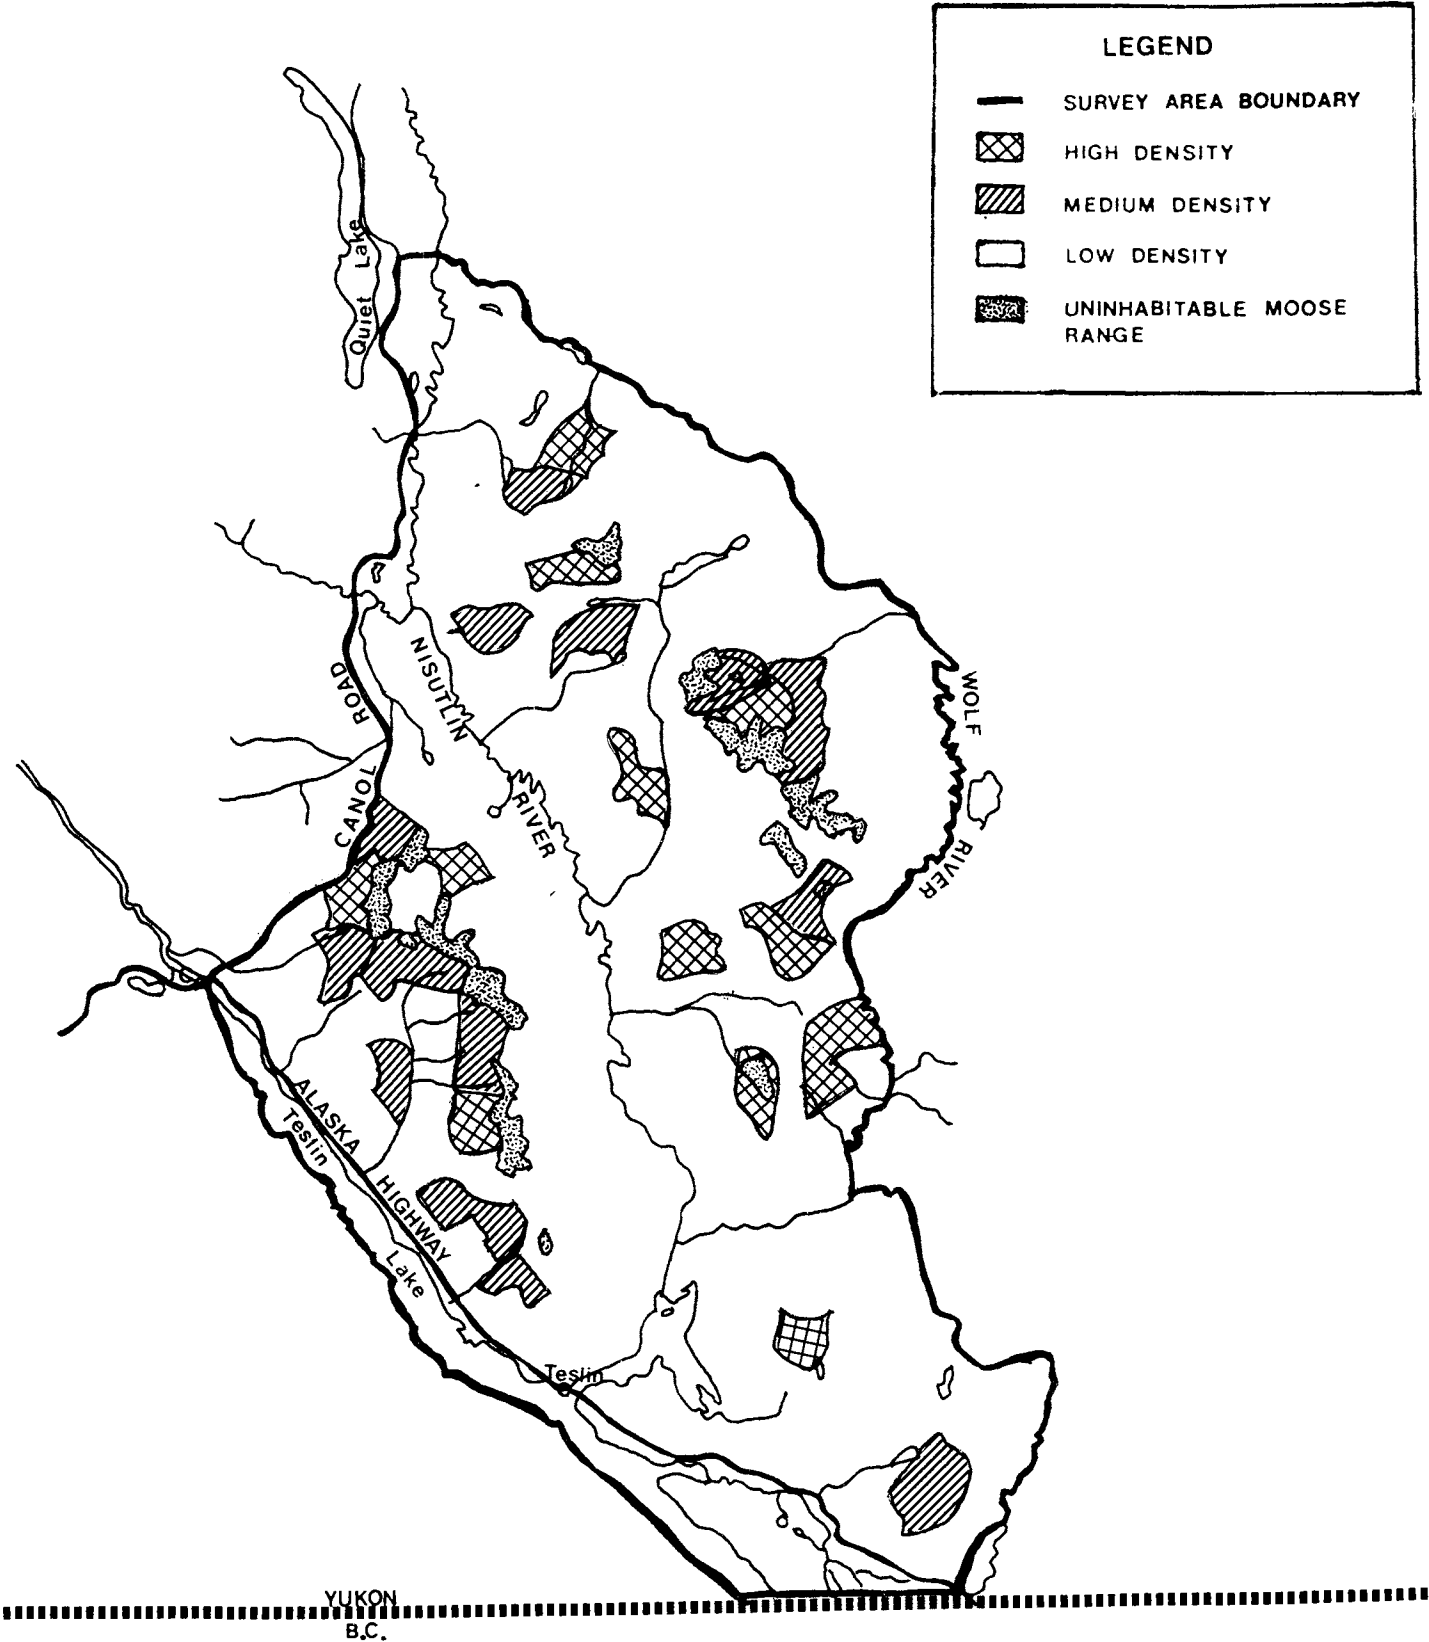 LEGEND
SURVEY AREA BOUNDARY
HIGH DENSITY
MEDIUM DENSITY
LOW DENSITY
UNINHABITABLE MOOSE
RANGE
Quiet Lake
NISUTLIN
RIVER
CANOL ROAD
WOLF
RIVER
ALASKA
HIGHWAY
Teslin
Lake
Teslin
YUKON
B.C.